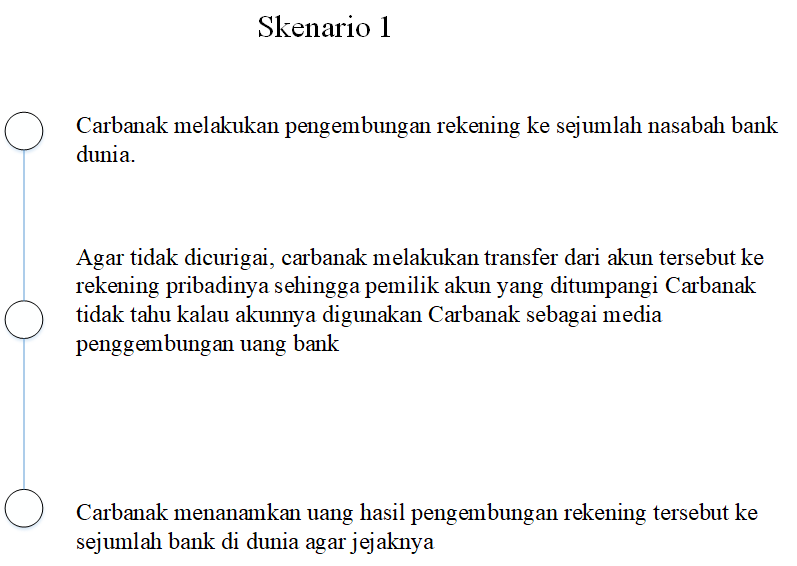 Skenario 1
Carbanak melakukan pengembungan rekening ke sejumlah nasabah bank
dunia.
Agar tidak dicurigai, carbanak melakukan transfer dari akun tersebut ke
rekening pribadinya sehingga pemilik akun yang ditumpangi Carbanak
tidak tahu kalau akunnya digunakan Carbanak sebagai media
penggembungan uang bank
Carbanak menanamkan uang hasil pengembungan rekening tersebut ke
sejumlah bank di dunia agar jejaknya